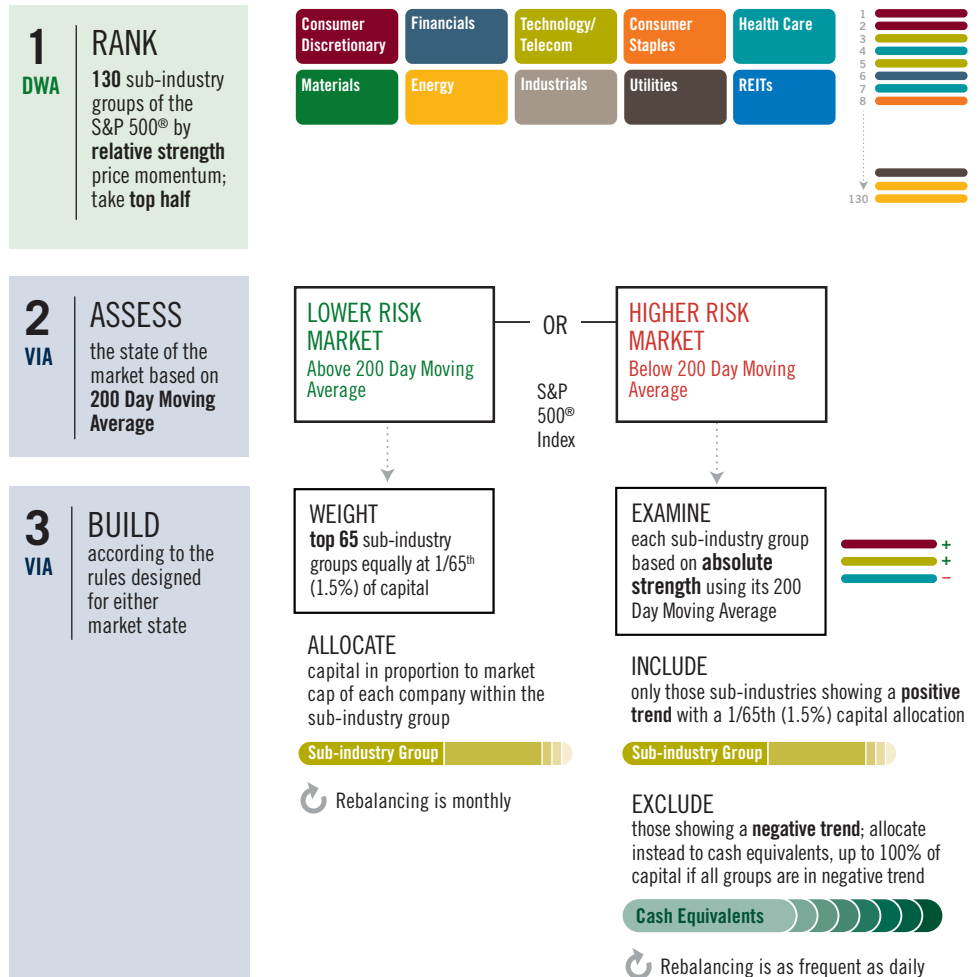 1
DWA
RANK
130 sub-industry
groups of the
S&P 500® by
relative strength
price momentum;
take top half
Consumer
Discretionary
Financials
Technology/
Telecom
Consumer
Staples
Health Care
Materials
Energy
Industrials
Utilities
REITs
1
2
3
4
5
6
7
8
130
2
VIA
ASSESS
the state of the
market based on
200 Day Moving
Average
LOWER RISK
MARKET
Above 200 Day Moving
Average
OR
S&P
500®
Index
HIGHER RISK
MARKET
Below 200 Day Moving
Average
3
VIA
BUILD
according to the
rules designed
for either
market state
WEIGHT
top 65 sub-industry
groups equally at 1/65th
(1.5%) of capital
ALLOCATE
capital in proportion to market
cap of each company within the
sub-industry group
Sub-industry Group
Rebalancing is monthly
EXAMINE
each sub-industry group
based on absolute
strength using its 200
Day Moving Average
+
+
−
INCLUDE
only those sub-industries showing a positive
trend with a 1/65th (1.5%) capital allocation
Sub-industry Group
EXCLUDE
those showing a negative trend; allocate
instead to cash equivalents, up to 100% of
capital if all groups are in negative trend
Cash Equivalents
Rebalancing is as frequent as daily